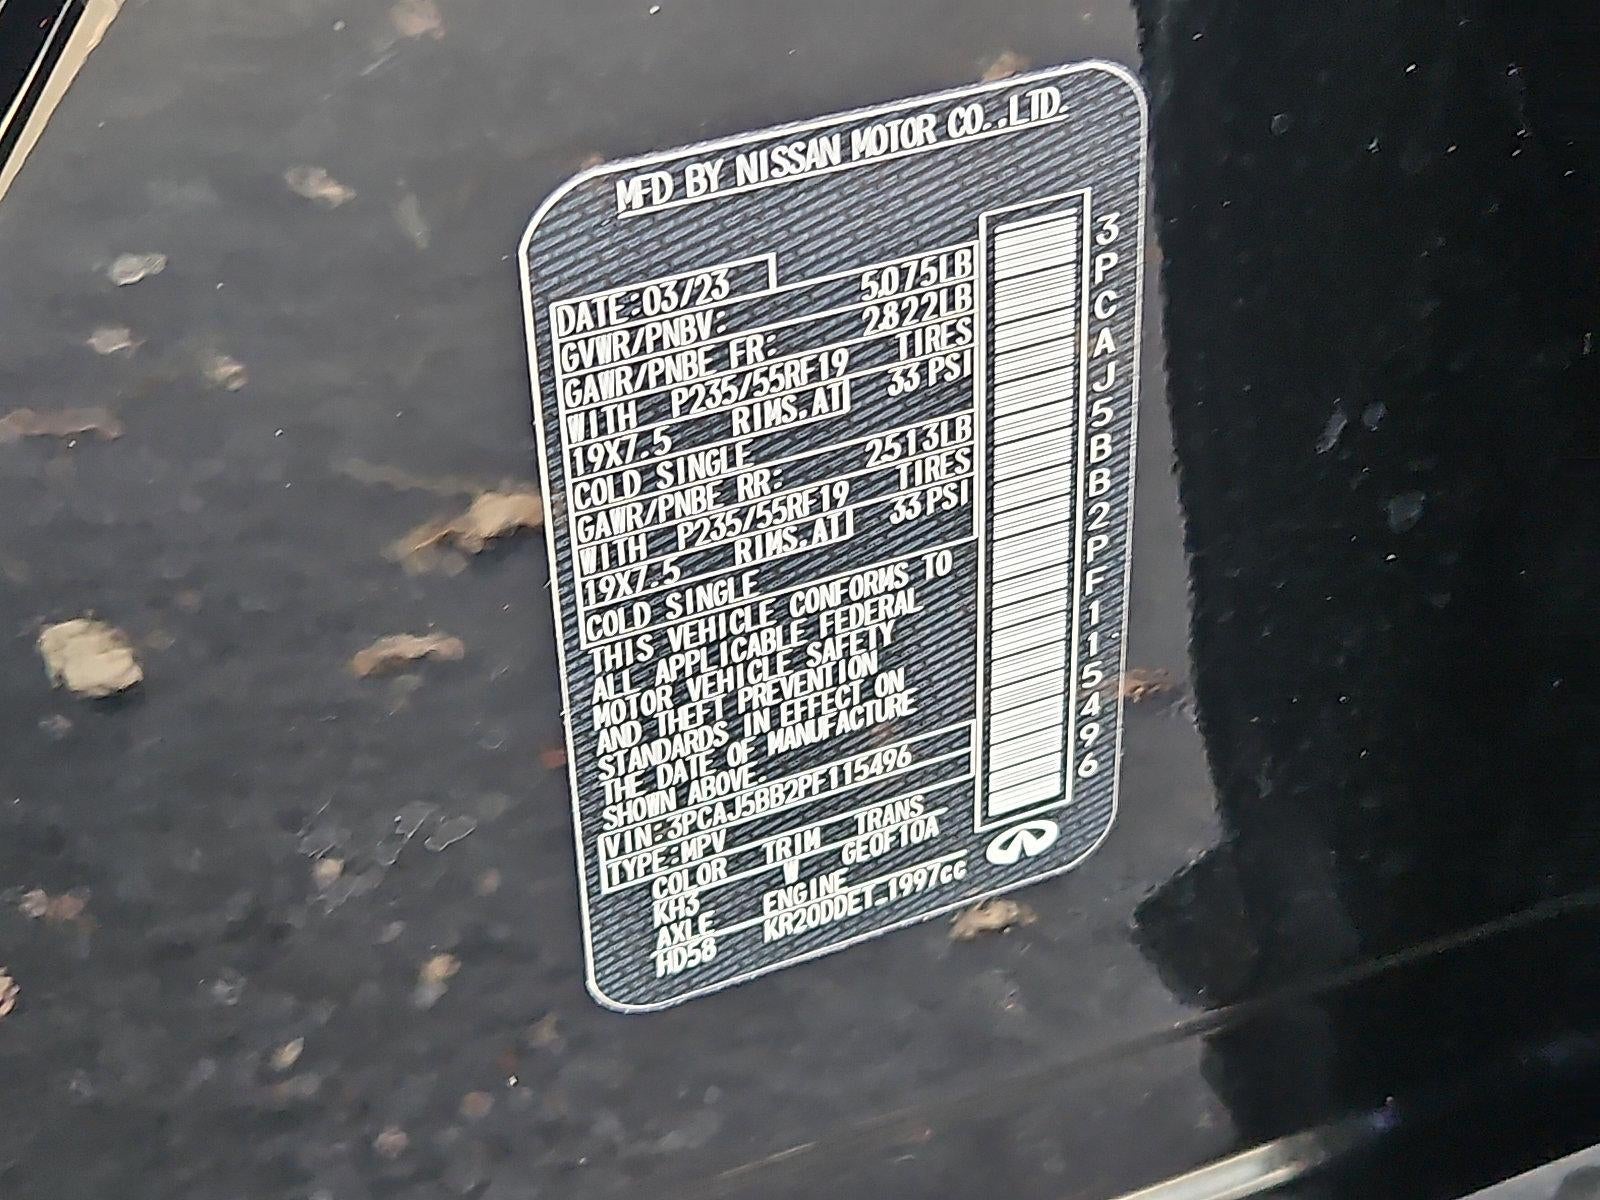 MFD BY NISSAN MOTOR CO.,LTD.
DATE:03/23
GVWR/PNBV: 5075LB
GAWR/PNBE FR: 2822LB
WITH P235/55RF19 TIRES
19X7.5 RIMS.AT 33 PSI
COLD SINGLE
GAWR/PNBE RR: 2513LB
WITH P235/55RF19 TIRES
19X7.5 RIMS.AT 33 PSI
COLD SINGLE
THIS VEHICLE CONFORMS TO
ALL APPLICABLE FEDERAL
MOTOR VEHICLE SAFETY
AND THEFT PREVENTION
STANDARDS IN EFFECT ON
THE DATE OF MANUFACTURE
SHOWN ABOVE.
VIN:3PCAJ5BB2PF115496
TYPE:MPV
COLOR TRIM TRANS
KH3 W GE0F10A
AXLE ENGINE
HD58 KR20DDET_1997cc
3PCAJ5BB2PF115496